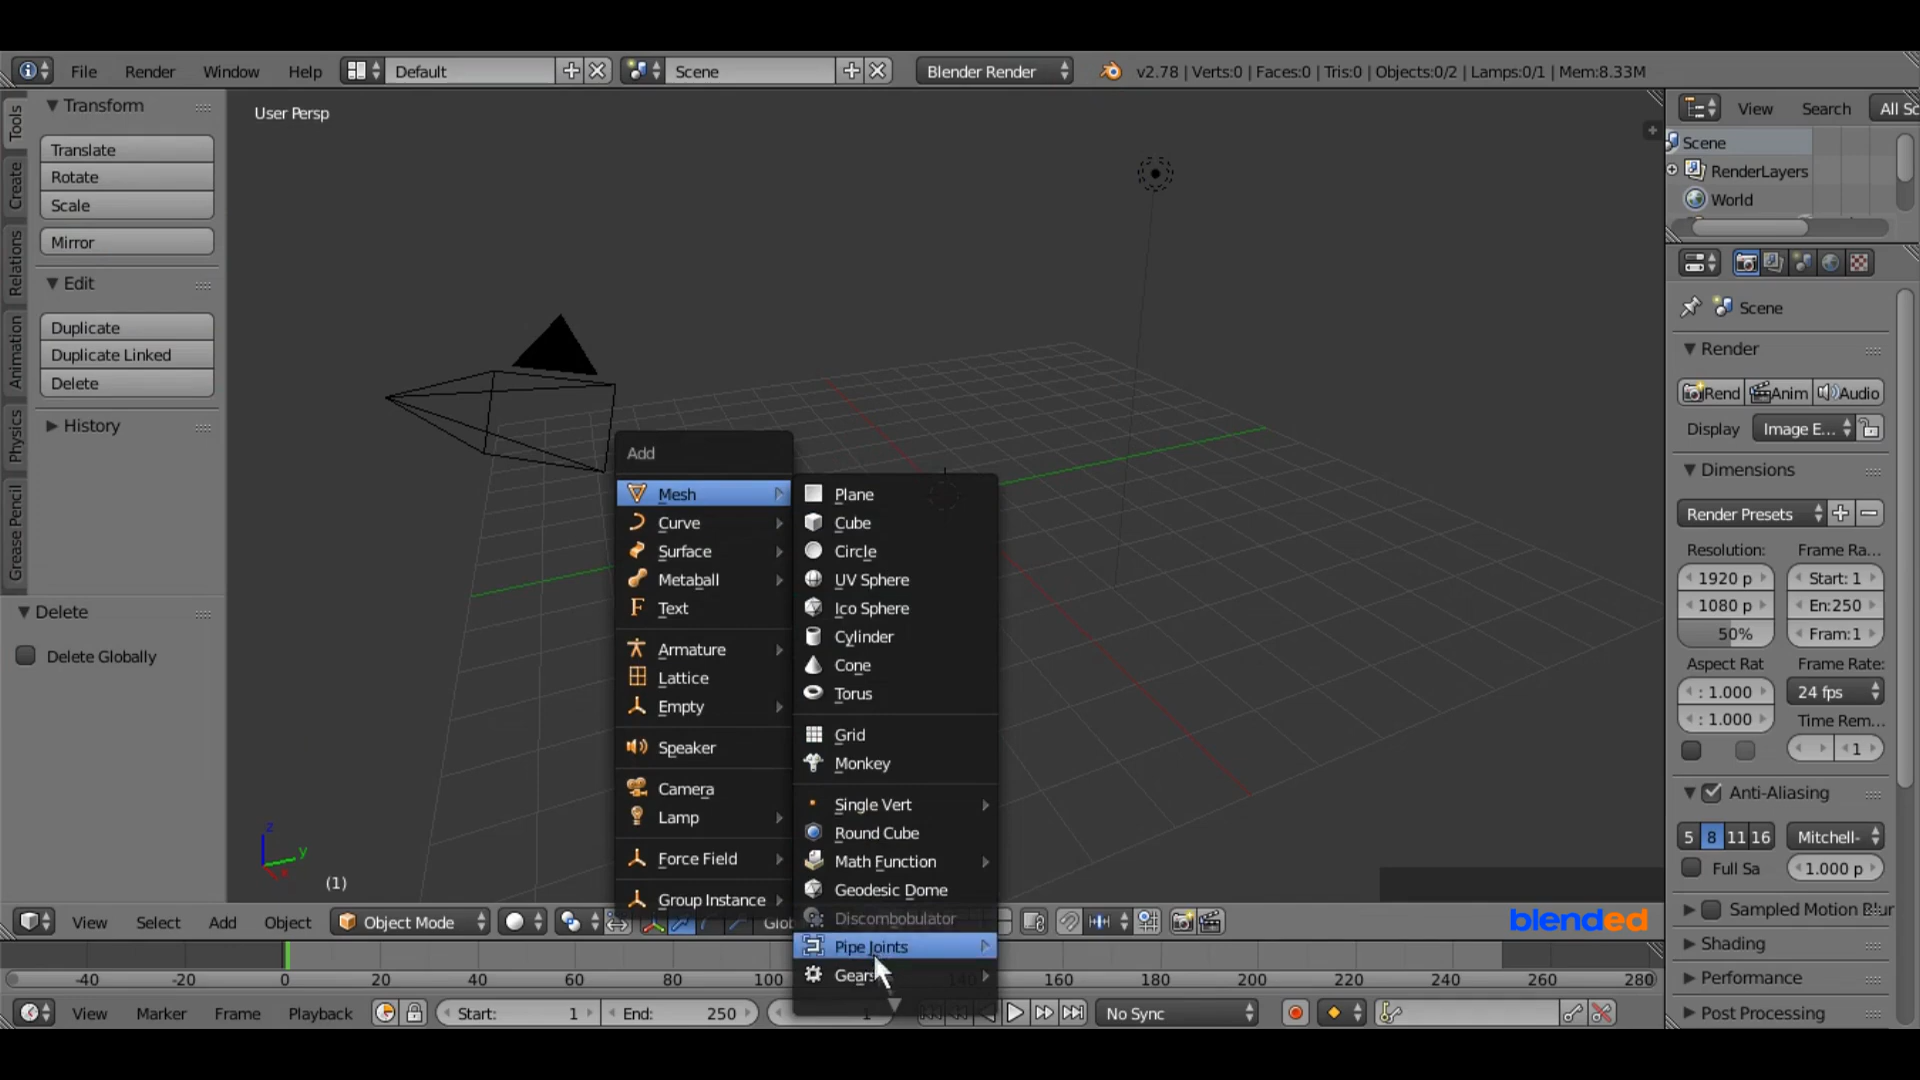 File Render Window Help Default Scene Blender Render v2.78 | Verts:0 | Faces:0 | Tris:0 | Objects:0/2 | Lamps:0/1 | Mem:8.33M
Tools
Create
Relations
Animation
Physics
Grease Pencil
Transform
Translate
Rotate
Scale
Mirror
Edit
Duplicate
Duplicate Linked
Delete
History
Delete
Delete Globally
User Persp
z
y
(1)
Add
Mesh
Curve
Surface
Metaball
Text
Armature
Lattice
Empty
Speaker
Camera
Lamp
Force Field
Group Instance
Plane
Cube
Circle
UV Sphere
Ico Sphere
Cylinder
Cone
Torus
Grid
Monkey
Single Vert
Round Cube
Math Function
Geodesic Dome
Discombobulator
Pipe Joints
Gears
View Search All Sc
Scene
RenderLayers
World
Scene
Render
Rend Anim Audio
Display Image E...
Dimensions
Render Presets
Resolution: Frame Ra...
1920 p Start: 1
1080 p En:250
50% Fram:1
Aspect Rat Frame Rate:
: 1.000 24 fps
: 1.000 Time Rem...
1
Anti-Aliasing
5 8 11 16 Mitchell-
Full Sa 1.000 p
Sampled Motion Blur
Shading
Performance
Post Processing
blended
View Select Add Object Object Mode Glob
-40 -20 0 20 40 60 80 100 140 160 180 200 220 240 260 280
View Marker Frame Playback Start: 1 End: 250 1 No Sync